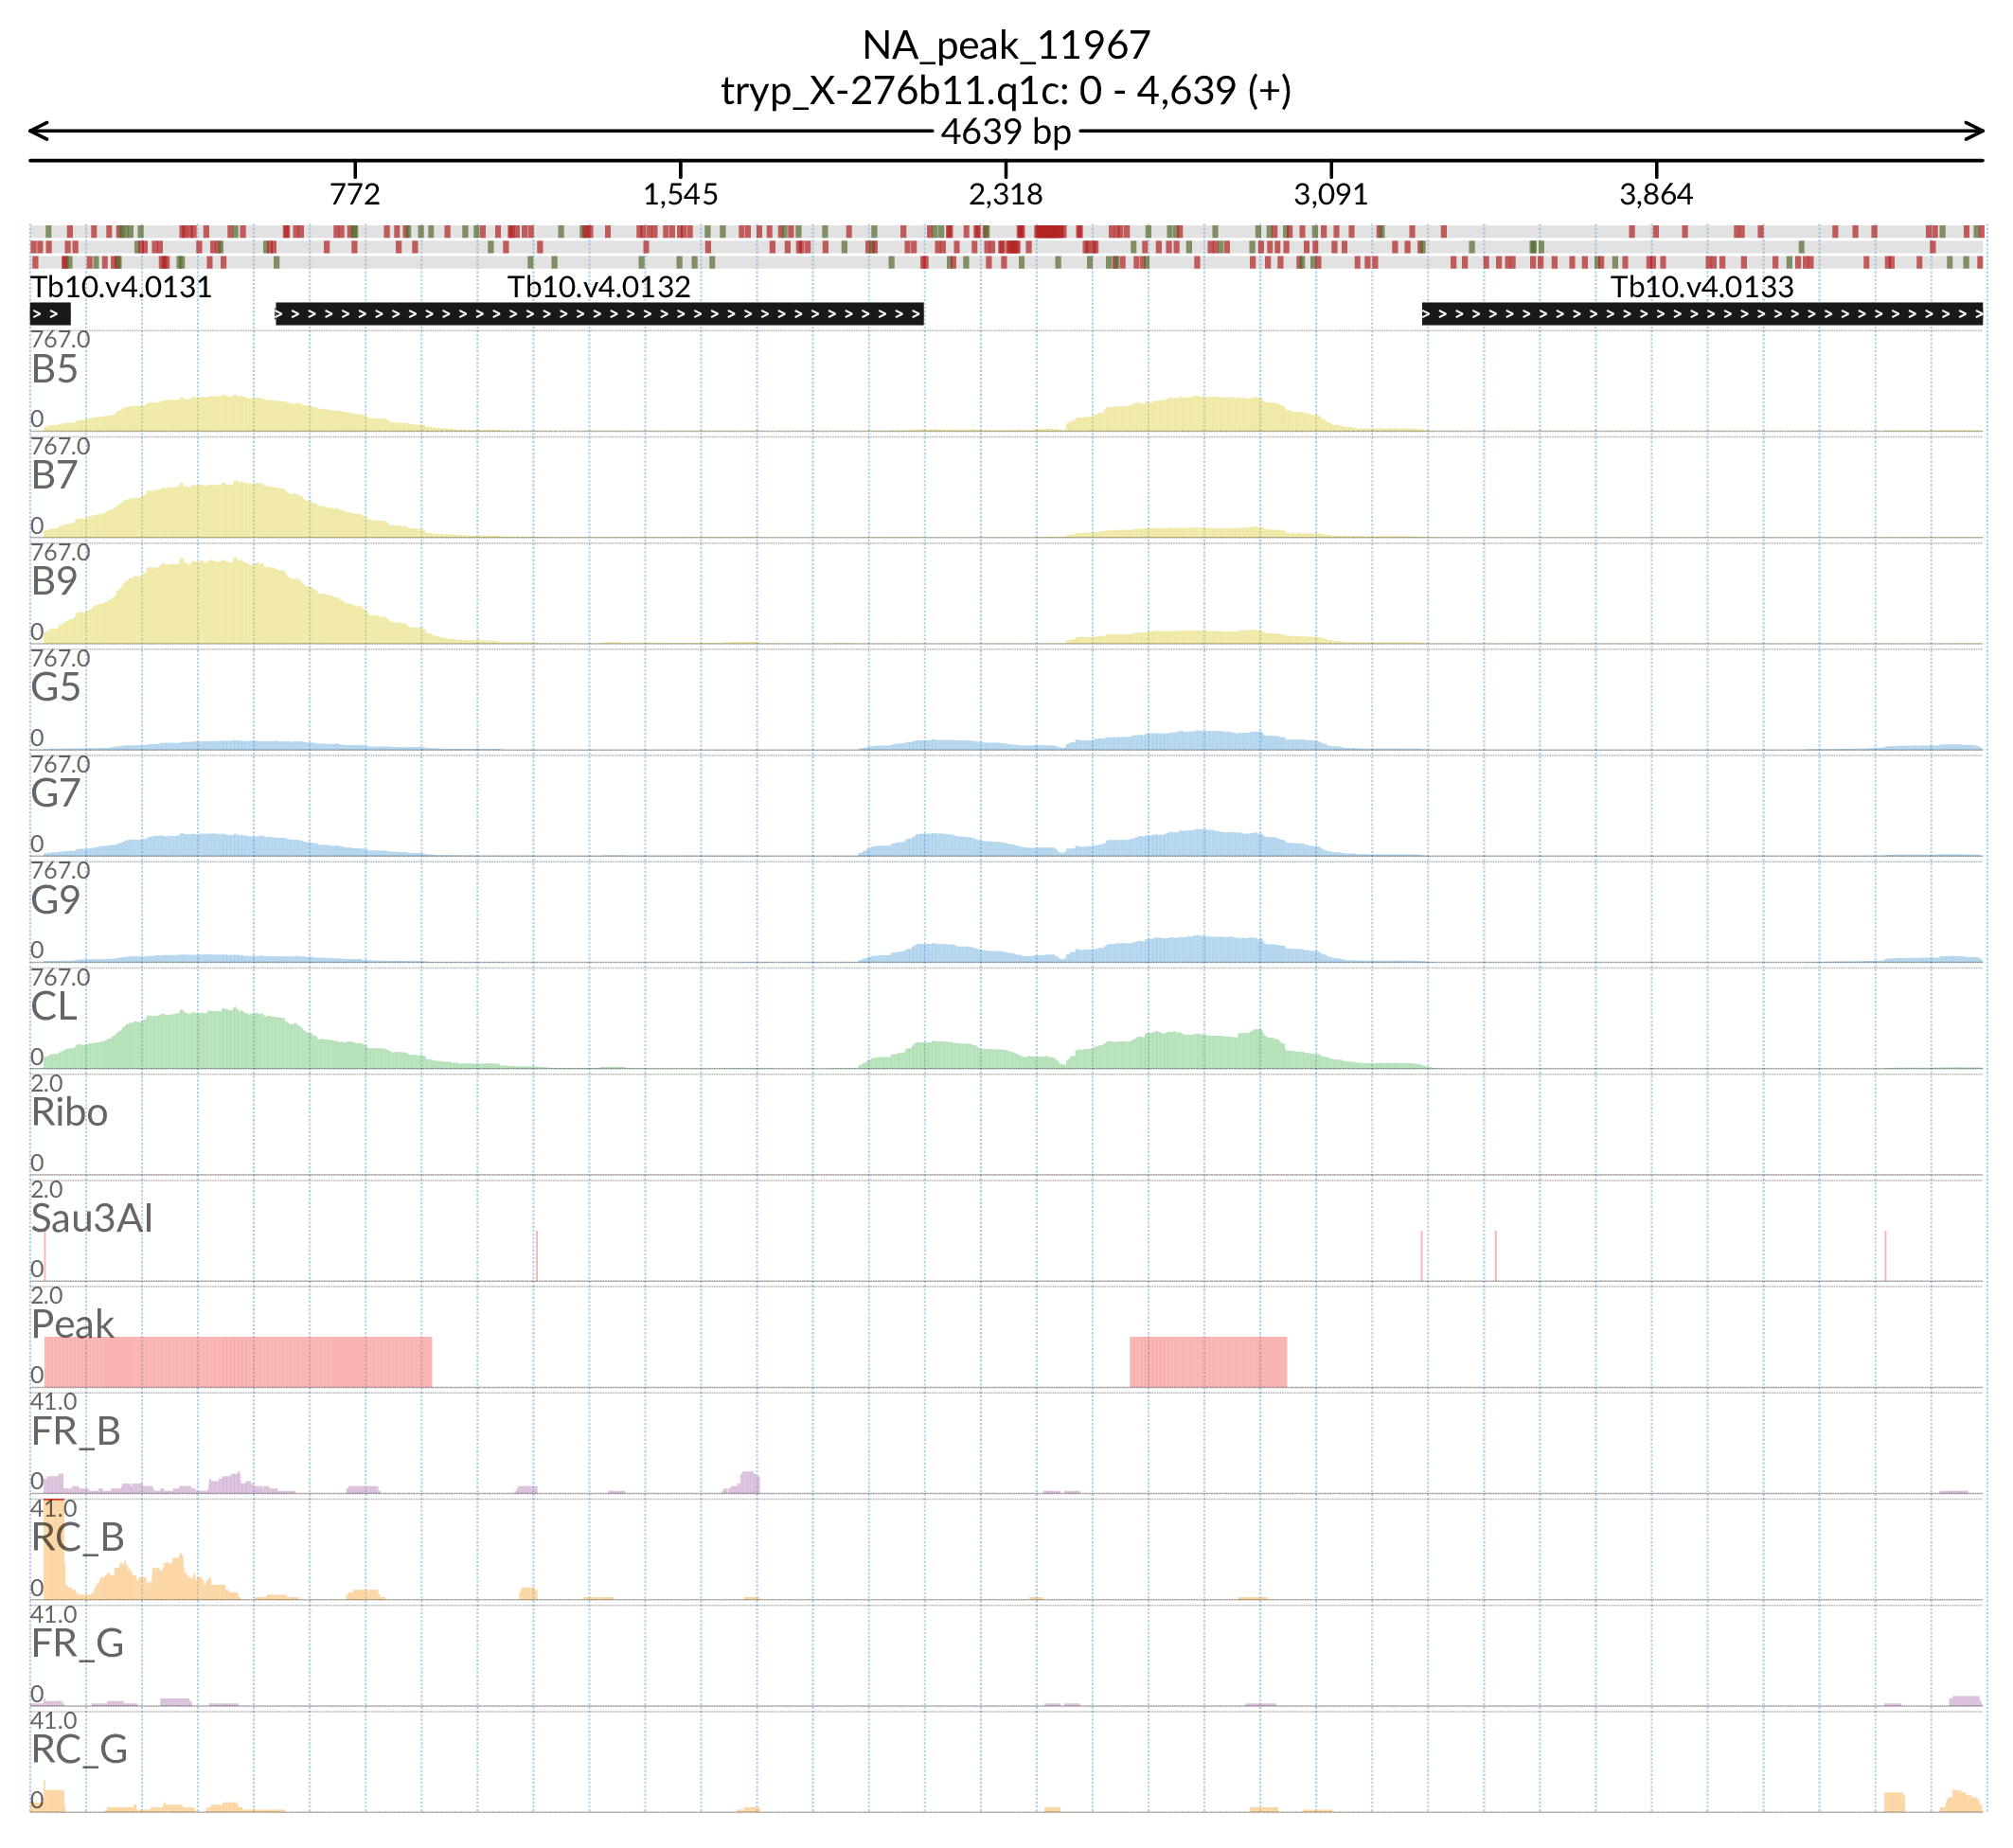 NA_peak_11967
tryp_X-276b11.q1c: 0 - 4,639 (+)
4639 bp
772 1,545 2,318 3,091 3,864
Tb10.v4.0131 Tb10.v4.0132 Tb10.v4.0133
767.0
B5
0
767.0
B7
0
767.0
B9
0
767.0
G5
0
767.0
G7
0
767.0
G9
0
767.0
CL
0
2.0
Ribo
0
2.0
Sau3AI
0
2.0
Peak
0
41.0
FR_B
0
41.0
RC_B
0
41.0
FR_G
0
41.0
RC_G
0